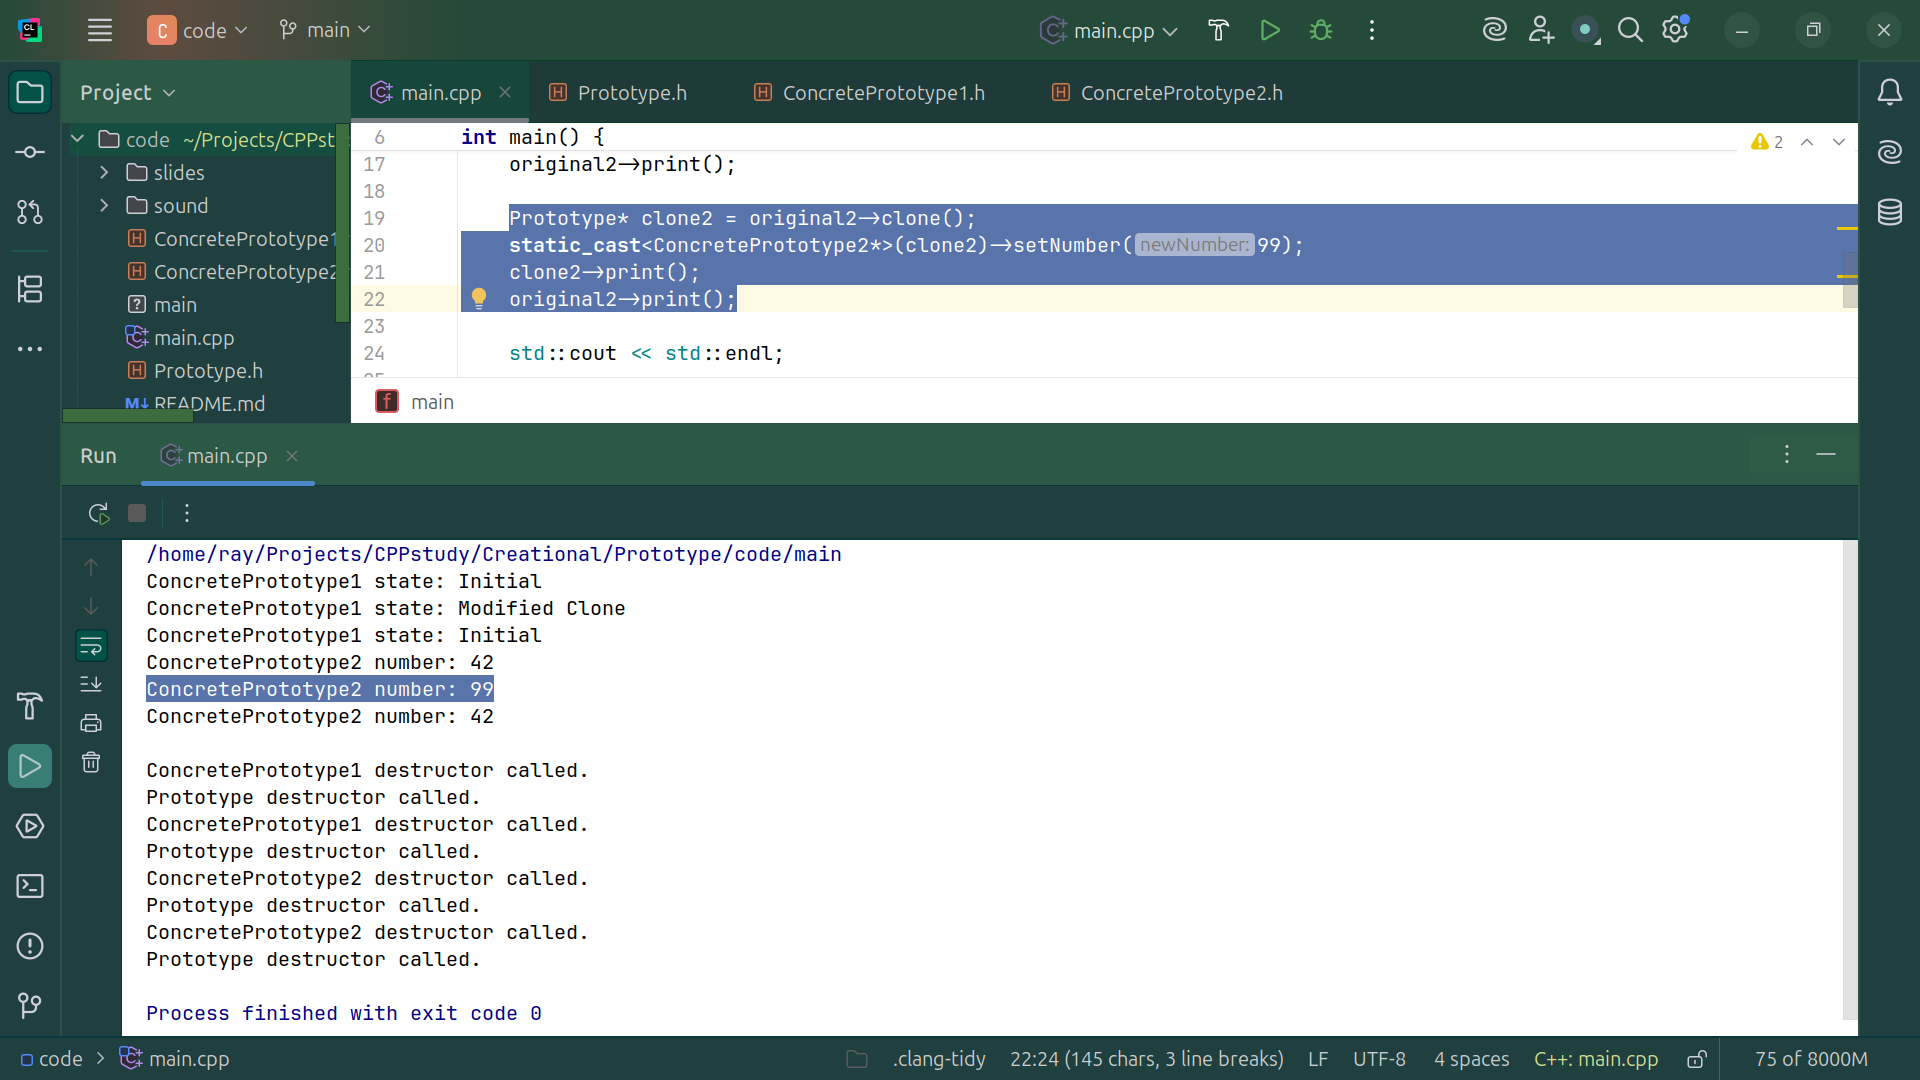 CL
C code main main.cpp
Project
main.cpp
Prototype.h
ConcretePrototype1.h
ConcretePrototype2.h
code ~/Projects/CPPst
slides
sound
ConcretePrototype1
ConcretePrototype2
main
main.cpp
Prototype.h
README.md
6 int main() {
2
17 original2->print();
18
19 Prototype* clone2 = original2->clone();
20 static_cast<ConcretePrototype2*>(clone2)->setNumber(newNumber: 99);
21 clone2->print();
22 original2->print();
23
24 std::cout << std::endl;
25
f main
Run main.cpp
/home/ray/Projects/CPPstudy/Creational/Prototype/code/main
ConcretePrototype1 state: Initial
ConcretePrototype1 state: Modified Clone
ConcretePrototype1 state: Initial
ConcretePrototype2 number: 42
ConcretePrototype2 number: 99
ConcretePrototype2 number: 42
ConcretePrototype1 destructor called.
Prototype destructor called.
ConcretePrototype1 destructor called.
Prototype destructor called.
ConcretePrototype2 destructor called.
Prototype destructor called.
ConcretePrototype2 destructor called.
Prototype destructor called.
Process finished with exit code 0
code > main.cpp
.clang-tidy 22:24 (145 chars, 3 line breaks) LF UTF-8 4 spaces C++: main.cpp 75 of 8000M